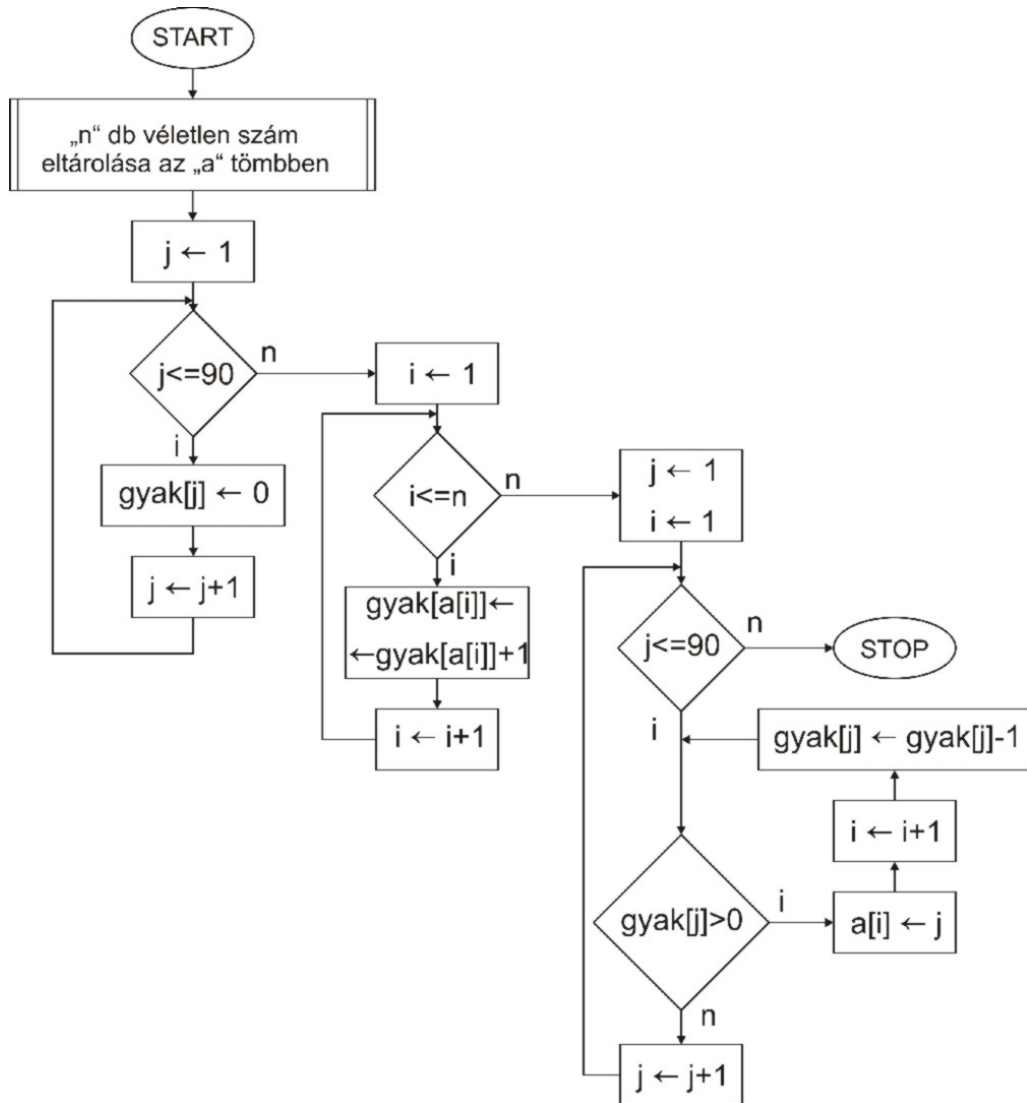 START
„n“ db véletlen szám
eltárolása az „a“ tömbben
j ← 1
j<=90
n
i
gyak[j] ← 0
j ← j+1
i ← 1
i<=n
n
i
gyak[a[i]]←
←gyak[a[i]]+1
i ← i+1
j ← 1
i ← 1
j<=90
n
STOP
i
gyak[j] ← gyak[j]-1
i ← i+1
gyak[j]>0
i
a[i] ← j
n
j ← j+1